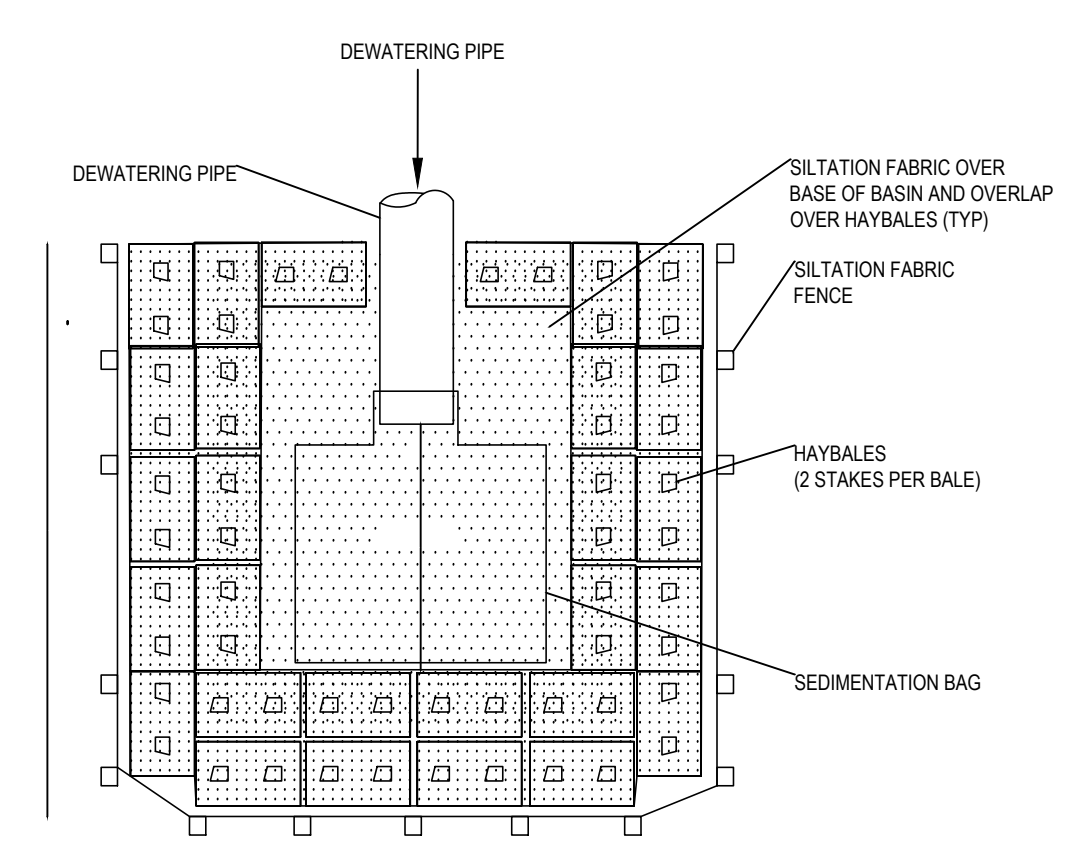 DEWATERING PIPE
DEWATERING PIPE
SILTATION FABRIC OVER
BASE OF BASIN AND OVERLAP
OVER HAYBALES (TYP)
SILTATION FABRIC
FENCE
HAYBALES
(2 STAKES PER BALE)
SEDIMENTATION BAG